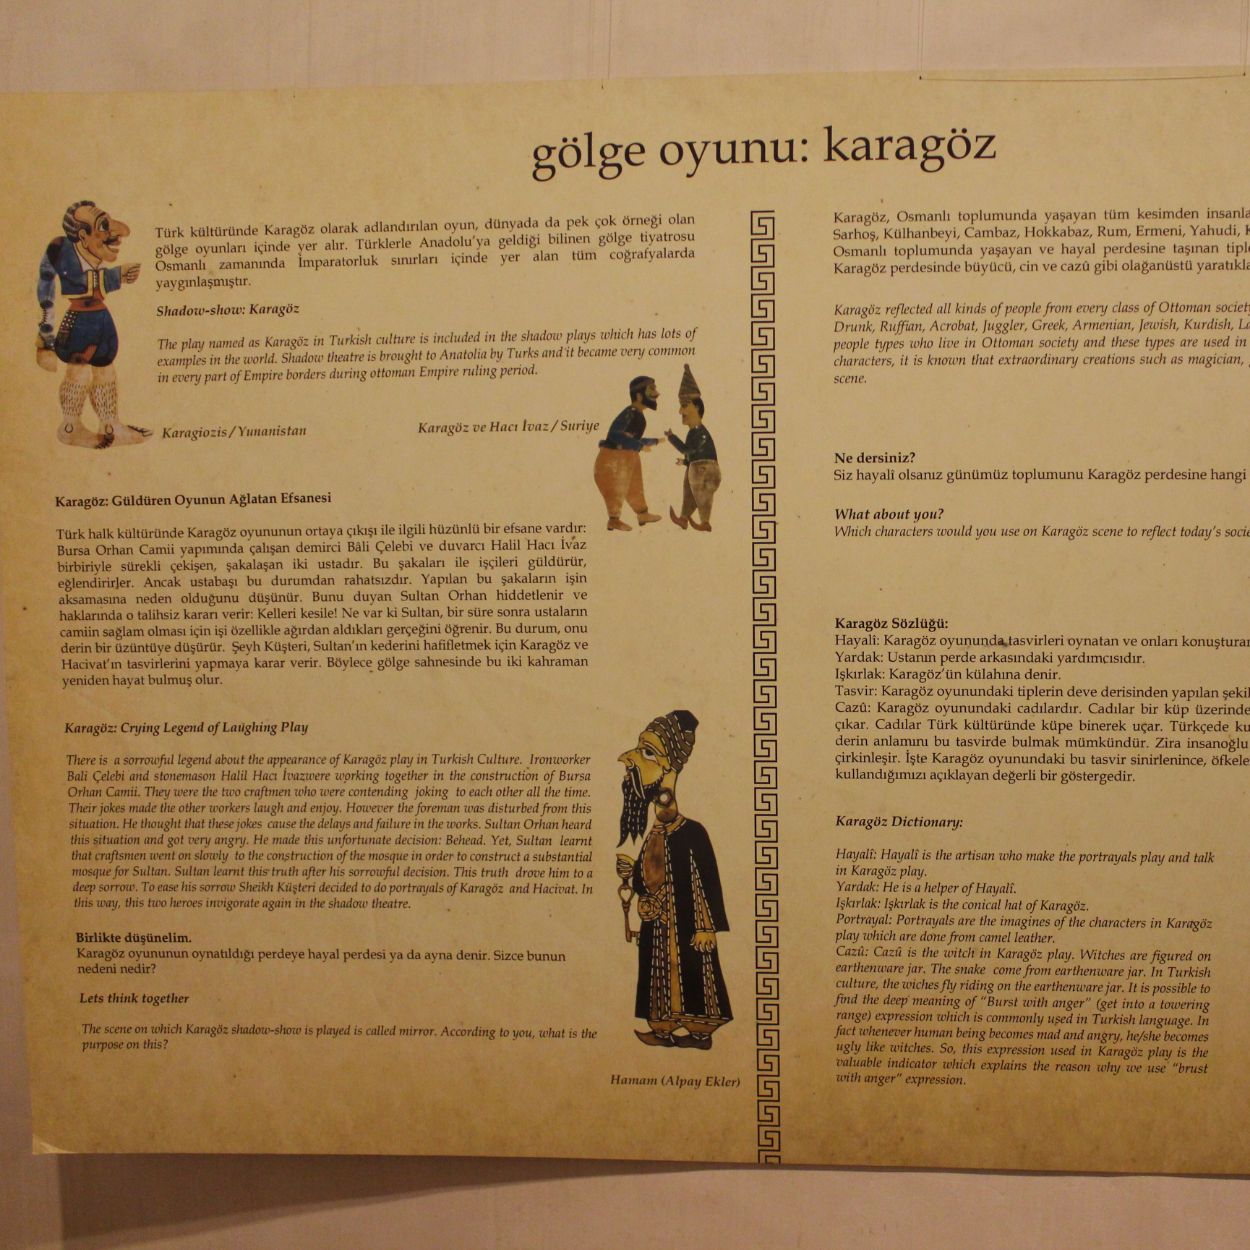 gölge oyunu: karagöz
Türk kültüründe Karagöz olarak adlandırılan oyun, dünyada da pek çok örneği olan
gölge oyunları içinde yer alır. Türklerle Anadolu'ya geldiği bilinen gölge tiyatrosu
Osmanlı zamanında İmparatorluk sınırları içinde yer alan tüm coğrafyalarda
yaygınlaşmıştır.
Shadow-show: Karagöz
The play named as Karagöz in Turkish culture is included in the shadow plays which has lots of
examples in the world. Shadow theatre is brought to Anatolia by Turks and it became very common
in every part of Empire borders during ottoman Empire ruling period.
Karagiozis/Yunanistan
Karagöz ve Hacı İvaz/Suriye
Karagöz: Güldüren Oyunun Ağlatan Efsanesi
Türk halk kültüründe Karagöz oyununun ortaya çıkışı ile ilgili hüzünlü bir efsane vardır:
Bursa Orhan Camii yapımında çalışan demirci Bâli Çelebi ve duvarcı Halil Hacı İvaz
birbiriyle sürekli çekişen, şakalaşan iki ustadır. Bu şakaları ile işçileri güldürür,
eğlendirirler. Ancak ustabaşı bu durumdan rahatsızdır. Yapılan bu şakaların işin
aksamasına neden olduğunu düşünür. Bunu duyan Sultan Orhan hiddetlenir ve
haklarında o talihsiz kararı verir: Kelleri kesile! Ne var ki Sultan, bir süre sonra ustaların
camiin sağlam olması için işi özellikle ağırdan aldıkları gerçeğini öğrenir. Bu durum, onu
derin bir üzüntüye düşürür. Şeyh Küşteri, Sultan'ın kederini hafifletmek için Karagöz ve
Hacivat'ın tasvirlerini yapmaya karar verir. Böylece gölge sahnesinde bu iki kahraman
yeniden hayat bulmuş olur.
Karagöz: Crying Legend of Laughing Play
There is a sorrowful legend about the appearance of Karagöz play in Turkish Culture. Ironworker
Bali Çelebi and stonemason Halil Hacı Ivazwere working together in the construction of Bursa
Orhan Camii. They were the two craftmen who were contending joking to each other all the time.
Their jokes made the other workers laugh and enjoy. However the foreman was disturbed from this
situation. He thought that these jokes cause the delays and failure in the works. Sultan Orhan heard
this situation and got very angry. He made this unfortunate decision: Behead. Yet, Sultan learnt
that craftsmen went on slowly to the construction of the mosque in order to construct a substantial
mosque for Sultan. Sultan learnt this truth after his sorrowful decision. This truth drove him to a
deep sorrow. To ease his sorrow Sheikh Küşteri decided to do portrayals of Karagöz and Hacivat. In
this way, this two heroes invigorate again in the shadow theatre.
Birlikte düşünelim.
Karagöz oyununun oynatıldığı perdeye hayal perdesi ya da ayna denir. Sizce bunun
nedeni nedir?
Lets think together
The scene on which Karagöz shadow-show is played is called mirror. According to you, what is the
purpose on this?
Hamam (Alpay Ekler)
Karagöz, Osmanlı toplumunda yaşayan tüm kesimden
Sarhoş, Külhanbeyi, Cambaz, Hokkabaz, Rum, Ermeni, Yahudi,
Osmanlı toplumunda yaşayan ve hayal perdesine taşınan
Karagöz perdesinde büyücü, cin ve cazû gibi olağanüstü
Karagöz reflected all kinds of people from every class of Ottoman
Drunk, Ruffian, Acrobat, Juggler, Greek, Armenian, Jewish, Kurdish,
people types who live in Ottoman society and these types are used in
characters, it is known that extraordinary creations such as magician,
scene.
Ne dersiniz?
Siz hayalî olsanız günümüz toplumunu Karagöz perdesine hangi
What about you?
Which characters would you use on Karagöz scene to reflect today's
Karagöz Sözlüğü:
Hayalî: Karagöz oyununda tasvirleri oynatan ve onları
Yardak: Ustanın perde arkasındaki yardımcısıdır.
Işkırlak: Karagöz'ün külahına denir.
Tasvir: Karagöz oyunundaki tiplerin deve derisinden yapılan
Cazû: Karagöz oyunundaki cadılardır. Cadılar bir küp üzerinde
çıkar. Cadılar Türk kültüründe küpe binerek uçar. Türkçede
derin anlamını bu tasvirde bulmak mümkündür. Zira insanoğlu
çirkinleşir. İşte Karagöz oyunundaki bu tasvir sinirlenince,
kullandığımızı açıklayan değerli bir göstergedir.
Karagöz Dictionary:
Hayalî: Hayalî is the artisan who make the portrayals play and talk
in Karagöz play.
Yardak: He is a helper of Hayalî.
Işkırlak: Işkırlak is the conical hat of Karagöz.
Portrayal: Portrayals are the imagines of the characters in Karagöz
play which are done from camel leather.
Cazû: Cazû is the witch in Karagöz play. Witches are figured on
earthenware jar. The snake come from earthenware jar. In Turkish
culture, the wiches fly riding on the earthenware jar. It is possible to
find the deep meaning of "Burst with anger" (get into a towering
range) expression which is commonly used in Turkish language. In
fact whenever human being becomes mad and angry, he/she becomes
ugly like witches. So, this expression used in Karagöz play is the
valuable indicator which explains the reason why we use "brust
with anger" expression.